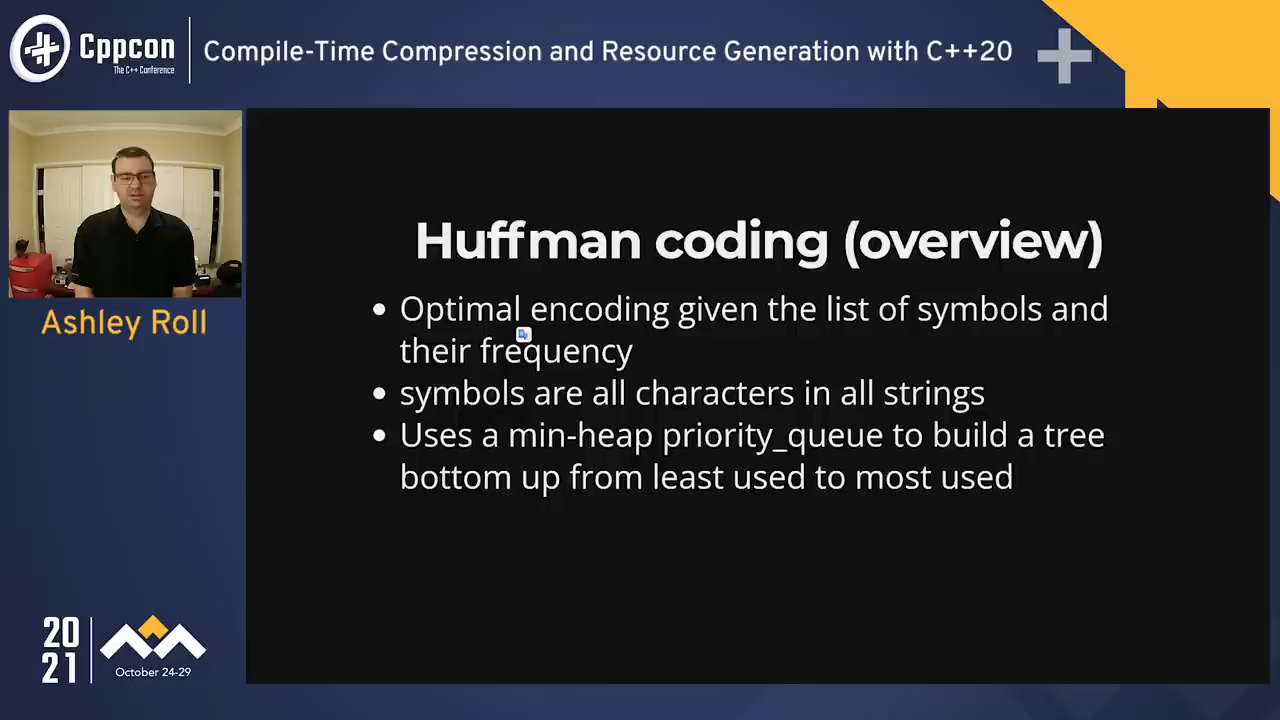 Cppcon
The C++ Conference
Compile-Time Compression and Resource Generation with C++20
Ashley Roll
Huffman coding (overview)
• Optimal encoding given the list of symbols and
their frequency
• symbols are all characters in all strings
• Uses a min-heap priority_queue to build a tree
bottom up from least used to most used
20
21
October 24-29